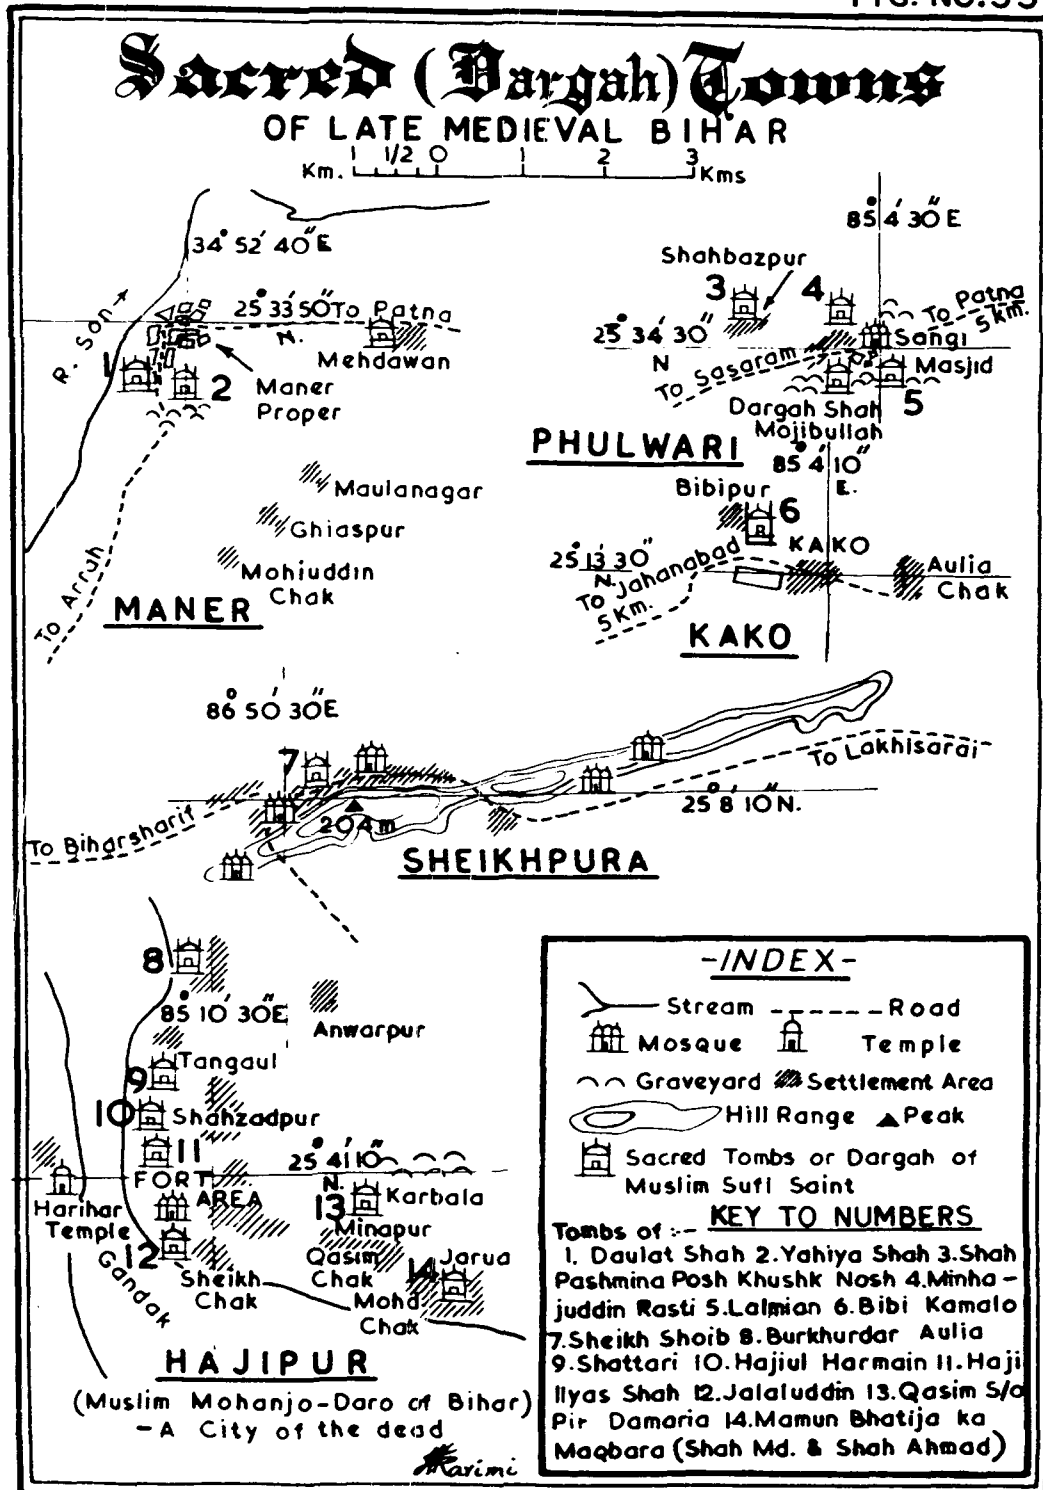 FIG. NO.33
Sacred (Dargah) Towns
OF LATE MEDIEVAL BIHAR
Km. 1 1/2 0 1 2 3 Kms
34° 52' 40" E
R. Son
25° 33' 50" N.
To Patna
Mehdawan
1
2
Maner
Proper
Maulanagar
Ghiaspur
Mohiuddin
Chak
To Arrah
MANER
85° 4' 30" E
Shahbazpur
3
4
To Patna
5 km.
25° 34' 30"
N
Sangi
Masjid
To Sasaram
5
Dargah Shah
Mojibullah
PHULWARI
85° 4' 10"
E.
Bibipur
6
KAKO
25° 13' 30"
N.
To Jahanabad
5 Km.
Aulia
Chak
KAKO
86° 50' 30" E
7
To Lakhisarai
25° 8' 10" N.
204 m
To Biharsharif
SHEIKHPURA
8
85° 10' 30" E
Anwarpur
Tangaul
9
10
Shahzadpur
11
FORT
AREA
25° 41' 10"
N.
Harihar
Temple
13
Karbala
Minapur
12
Gandak
Sheikh
Chak
Qasim
Chak
14
Jarua
Mohd
Chak
HAJIPUR
(Muslim Mohanjo-Daro of Bihar)
- A City of the dead
Karimi
-INDEX-
Stream Road
Mosque Temple
Graveyard Settlement Area
Hill Range Peak
Sacred Tombs or Dargah of
Muslim Sufi Saint
KEY TO NUMBERS
Tombs of :-
1. Daulat Shah 2.Yahiya Shah 3.Shah
Pashmina Posh Khushk Nosh 4.Minha-
juddin Rasti 5.Lalmian 6.Bibi Kamalo
7.Sheikh Shoib 8.Burkhurdar Aulia
9.Shattari 10.Hajiul Harmain 11.Haji
Ilyas Shah 12.Jalaluddin 13.Qasim S/o
Pir Damaria 14.Mamun Bhatija ka
Maqbara (Shah Md. & Shah Ahmad)